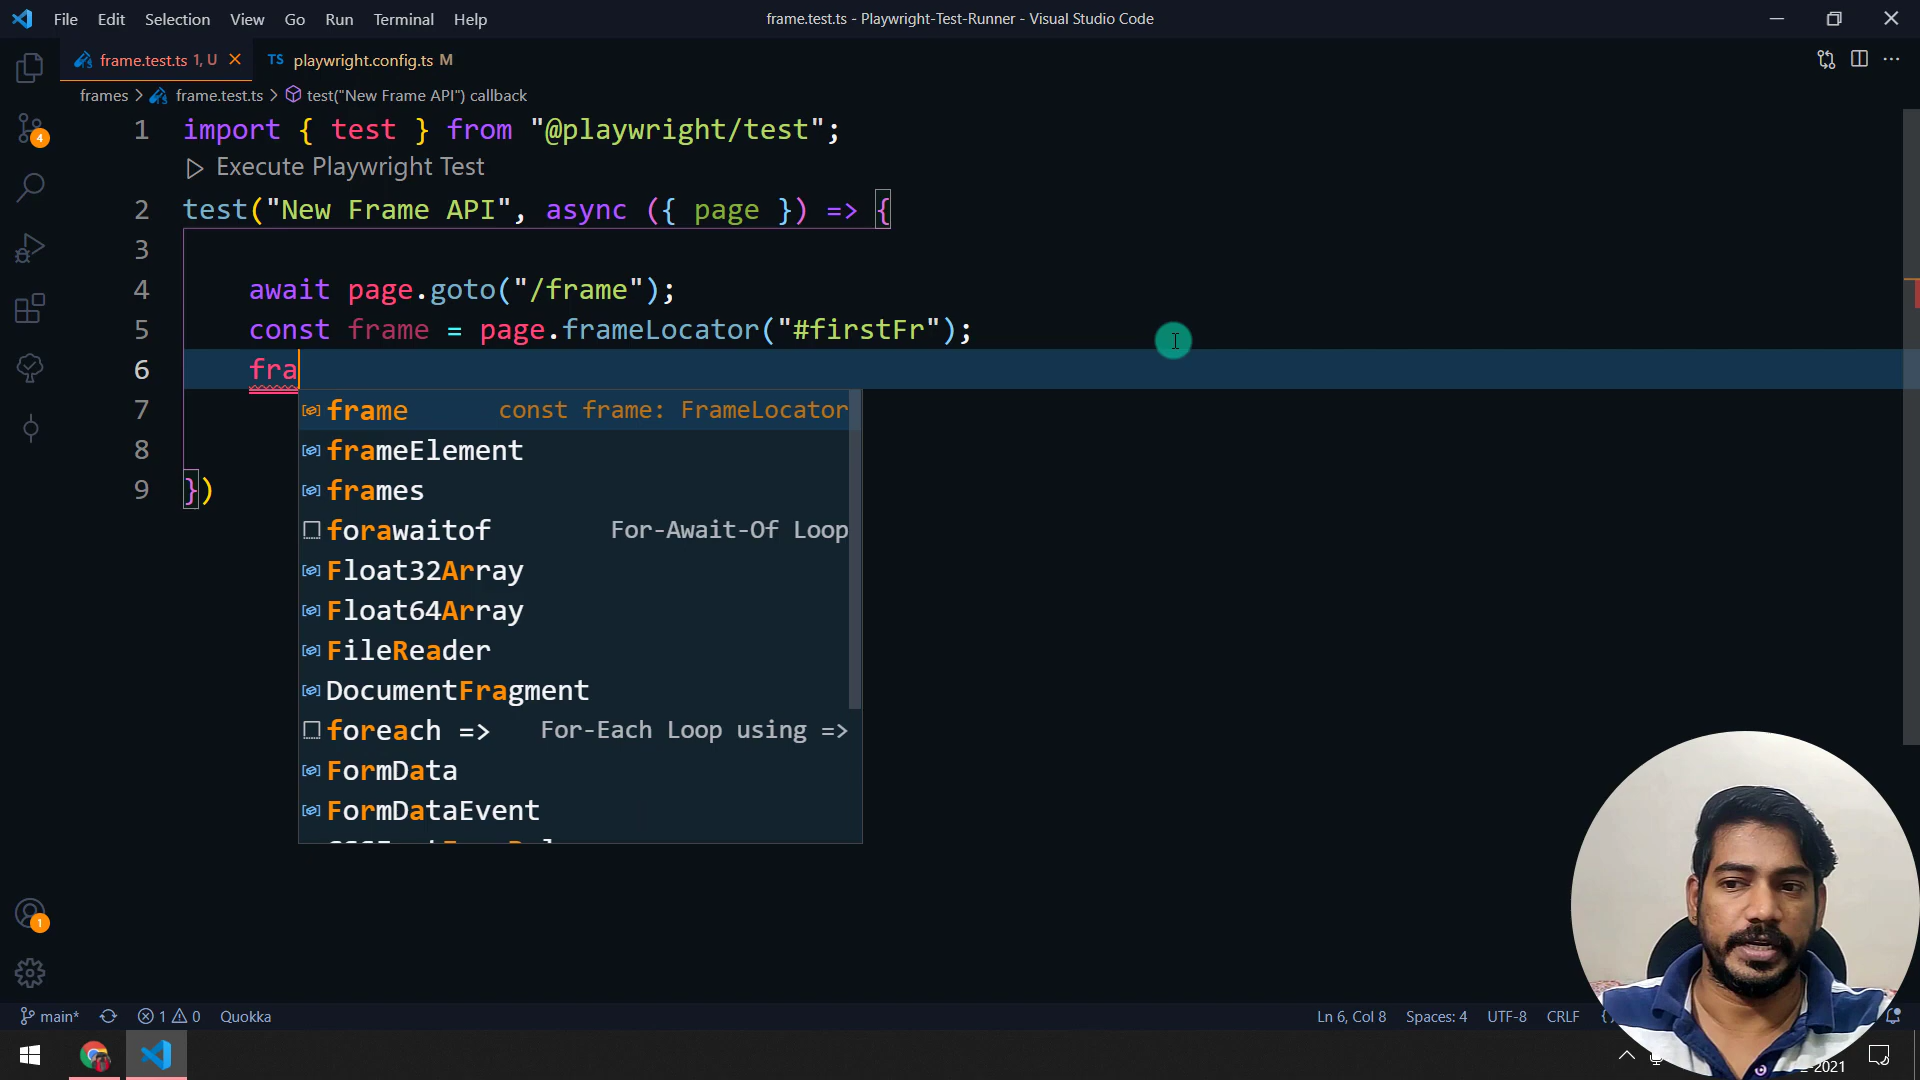 File Edit Selection View Go Run Terminal Help
frame.test.ts - Playwright-Test-Runner - Visual Studio Code
frame.test.ts 1, U
TS playwright.config.ts M
frames > frame.test.ts > test("New Frame API") callback
1 import { test } from "@playwright/test";
Execute Playwright Test
2 test("New Frame API", async ({ page }) => {
3
4 await page.goto("/frame");
5 const frame = page.frameLocator("#firstFr");
6 fra
7
8
9 })
frame const frame: FrameLocator
frameElement
frames
forawaitof For-Await-Of Loop
Float32Array
Float64Array
FileReader
DocumentFragment
foreach => For-Each Loop using =>
FormData
FormDataEvent
4
1
main* 1 0 Quokka
Ln 6, Col 8 Spaces: 4 UTF-8 CRLF
2021